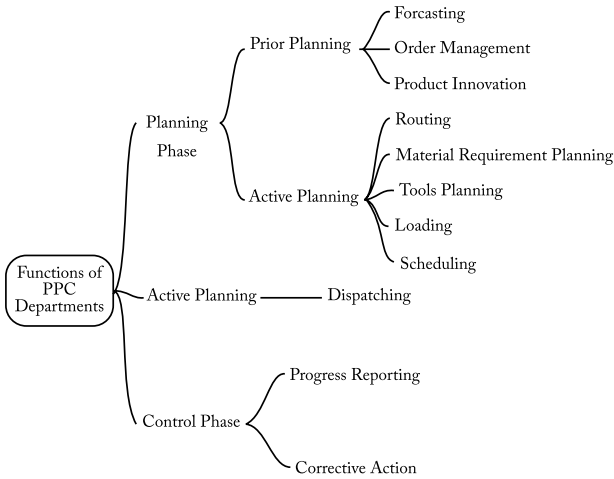 Forcasting
Prior Planning
Order Management
Product Innovation
Planning
Phase
Routing
Material Requirement Planning
Tools Planning
Active Planning
Loading
Scheduling
Functions of
PPC
Departments
Active Planning
Dispatching
Progress Reporting
Control Phase
Corrective Action